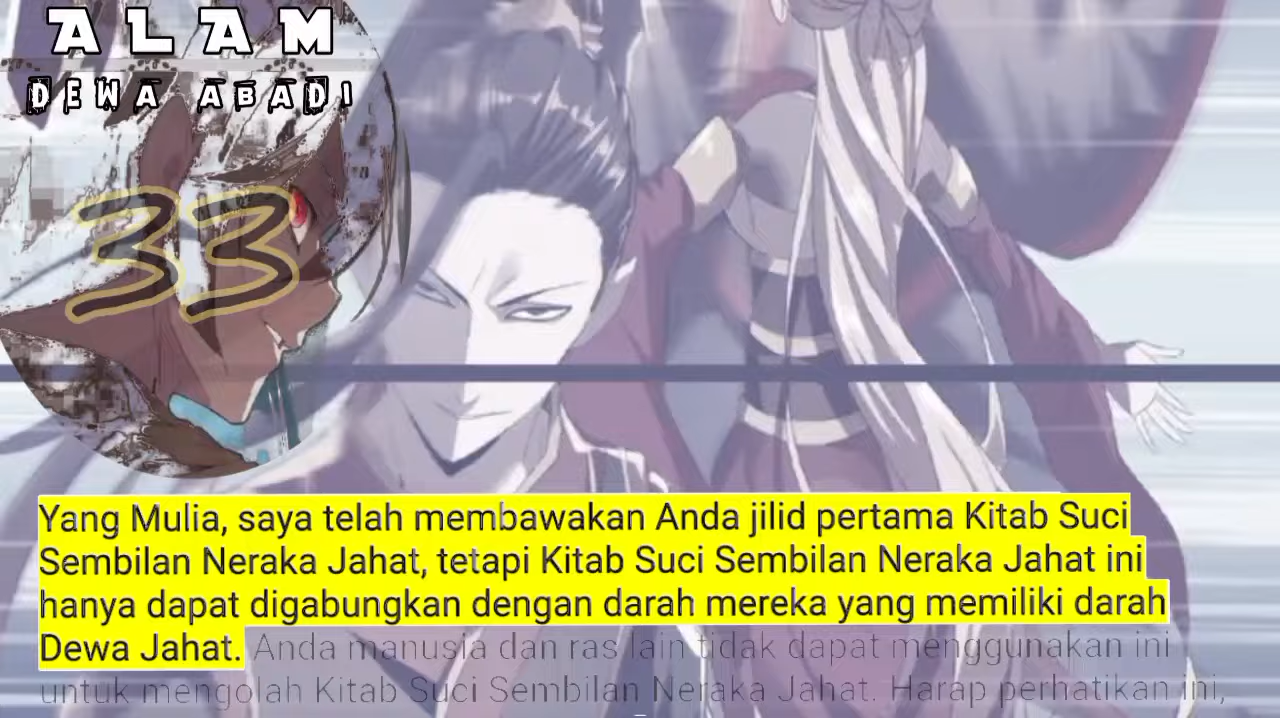 ALAM
DEWA ABADI
33
Yang Mulia, saya telah membawakan Anda jilid pertama Kitab Suci
Sembilan Neraka Jahat, tetapi Kitab Suci Sembilan Neraka Jahat ini
hanya dapat digabungkan dengan darah mereka yang memiliki darah
Dewa Jahat. Anda manusia dan ras lain tidak dapat menggunakan ini
untuk mengolah Kitab Suci Sembilan Neraka Jahat. Harap perhatikan ini,